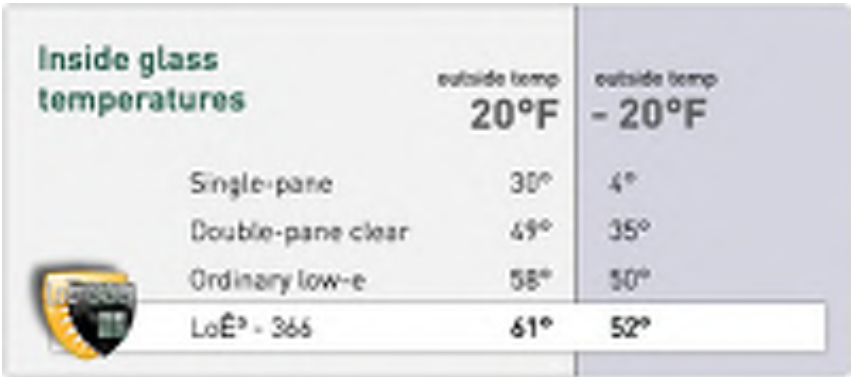 Inside glass
temperatures
outside temp outside temp
20°F - 20°F
Single-pane 30° 4°
Double-pane clear 49° 35°
Ordinary low-e 58° 50°
LoĒ³ - 366 61° 52°